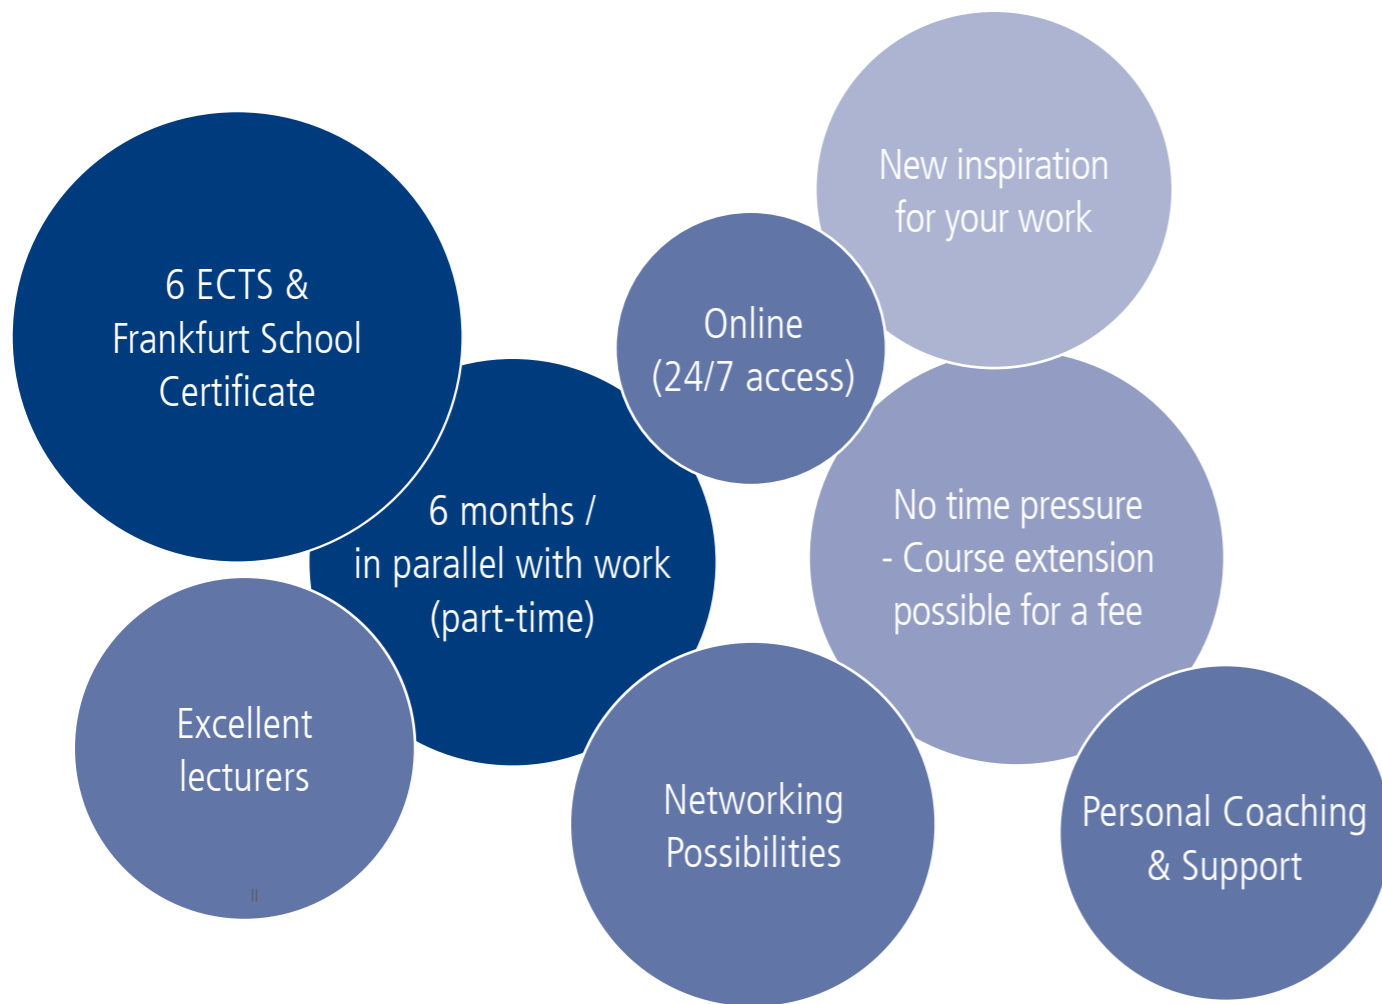 New inspiration
for your work
6 ECTS &
Frankfurt School
Certificate
Online
(24/7 access)
6 months /
in parallel with work
(part-time)
No time pressure
- Course extension
possible for a fee
Excellent
lecturers
Networking
Possibilities
Personal Coaching
& Support